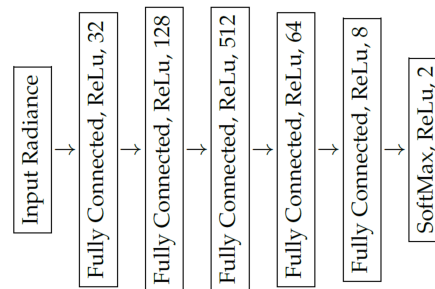 Input Radiance
Fully Connected, ReLu, 32
Fully Connected, ReLu, 128
Fully Connected, ReLu, 512
Fully Connected, ReLu, 64
Fully Connected, ReLu, 8
SoftMax, ReLu, 2